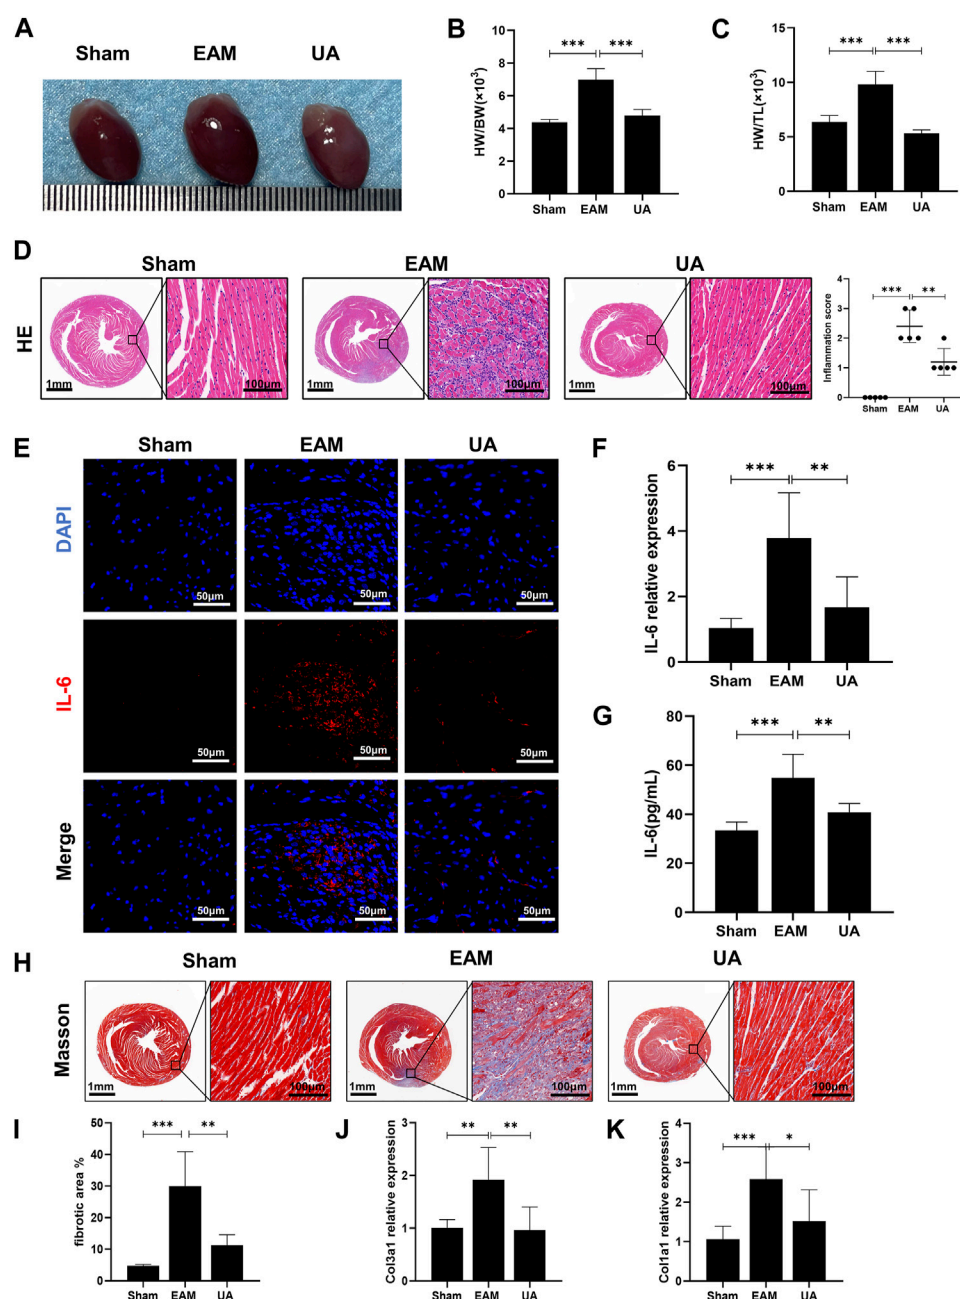 A
Sham EAM UA
B
HW/BW(×10³)
10
8
6
4
2
0
*** ***
Sham EAM UA
C
HW/TL(×10³)
15
10
5
0
*** ***
Sham EAM UA
D
Sham EAM UA
HE
1mm 100μm 1mm 100μm 1mm 100μm
Inflammation score
4
3
2
1
0
*** **
Sham EAM UA
E
Sham EAM UA
DAPI
50μm 50μm 50μm
IL-6
50μm 50μm 50μm
Merge
50μm 50μm 50μm
F
IL-6 relative expression
6
4
2
0
*** **
Sham EAM UA
G
IL-6(pg/mL)
80
60
40
20
0
*** **
Sham EAM UA
H
Sham EAM UA
Masson
1mm 100μm 1mm 100μm 1mm 100μm
I
fibrotic area %
50
40
30
20
10
0
*** **
Sham EAM UA
J
Col3a1 relative expression
3
2
1
0
** **
Sham EAM UA
K
Col1a1 relative expression
4
3
2
1
0
*** *
Sham EAM UA